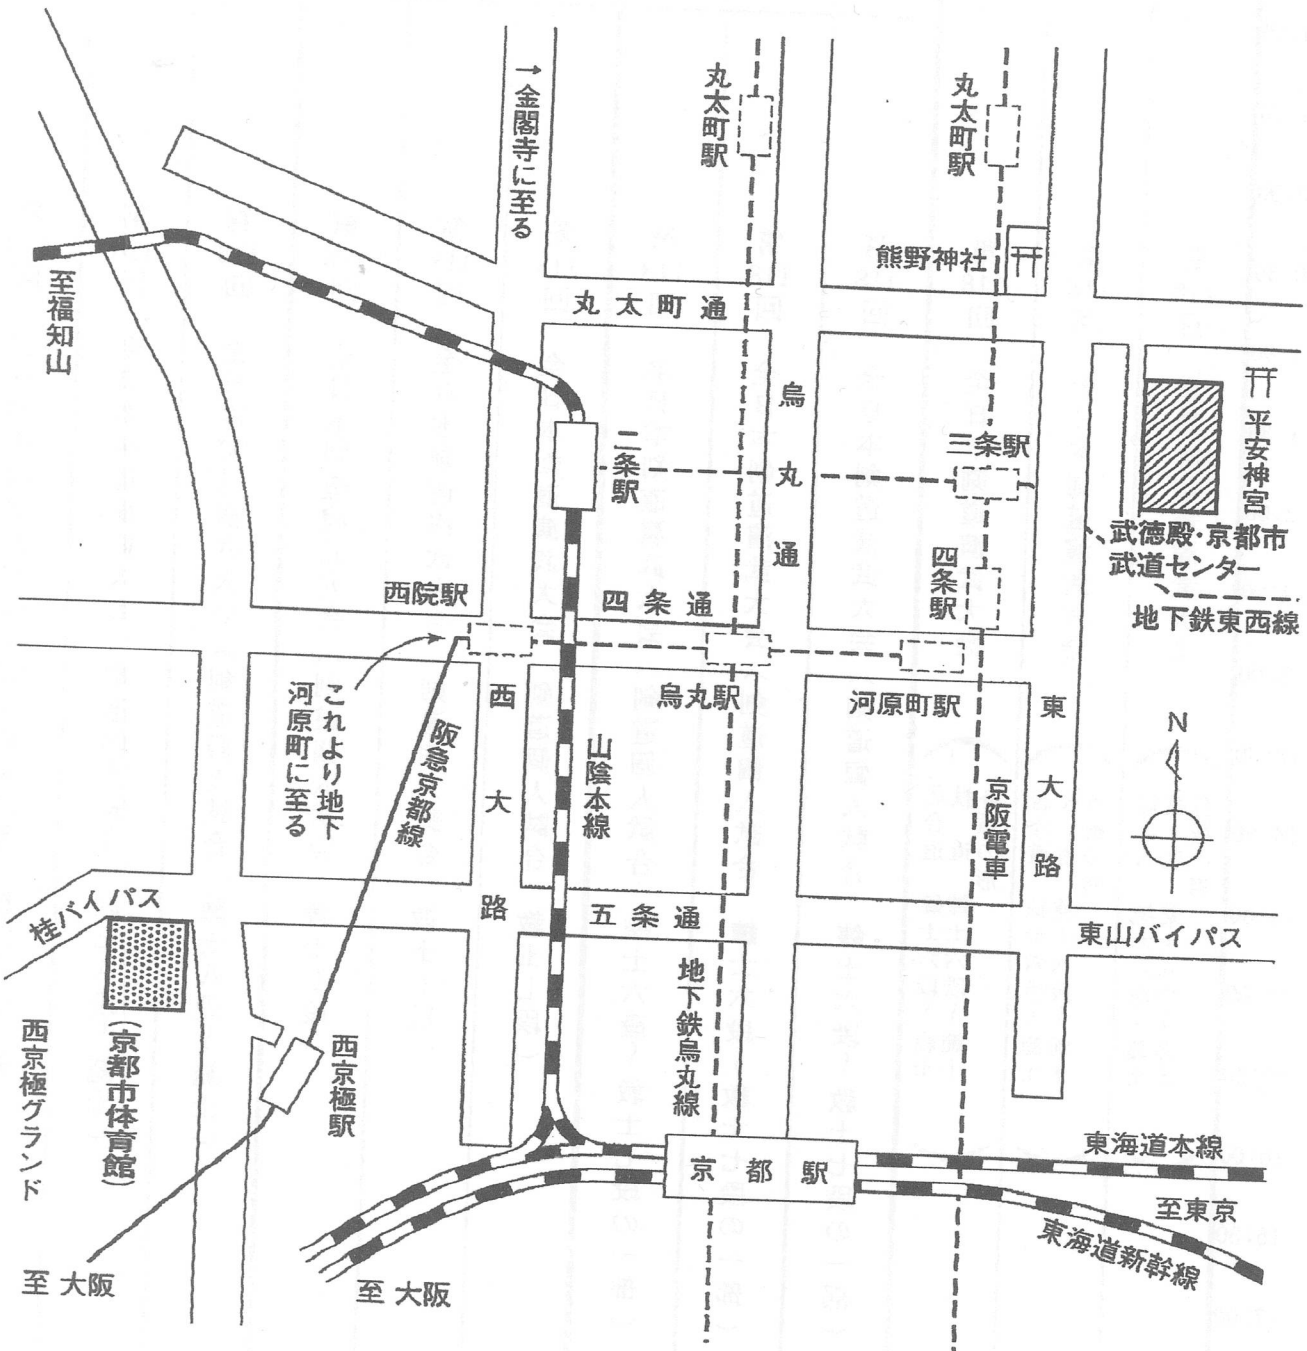 →金閣寺に至る
丸太町駅
丸太町駅
熊野神社
至福知山
丸太町通
烏丸通
二条駅
三条駅
平安神宮
武徳殿・京都市
武道センター
地下鉄東西線
四条駅
西院駅
四条通
烏丸駅
河原町駅
これより地下
河原町に至る
阪急京都線
西大路
山陰本線
京阪電車
東大路
N
桂バイパス
五条通
東山バイパス
西京極グランド
(京都市体育館)
西京極駅
地下鉄烏丸線
京都駅
東海道本線
至東京
東海道新幹線
至 大阪
至 大阪